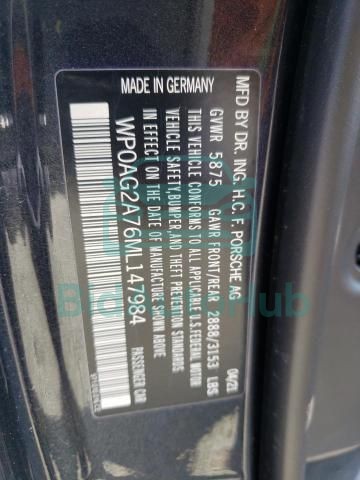 MADE IN GERMANY
MFD BY DR. ING. H.C. F. PORSCHE AG
GVWR 5875 GAWR FRONT/REAR 2888/3153 LBS
THIS VEHICLE CONFORMS TO ALL APPLICABLE U.S. FEDERAL MOTOR
VEHICLE SAFETY, BUMPER, AND THEFT PREVENTION STANDARDS
IN EFFECT ON THE DATE OF MANUFACTURE SHOWN ABOVE.
WP0AG2A76ML147984
PASSENGER CAR